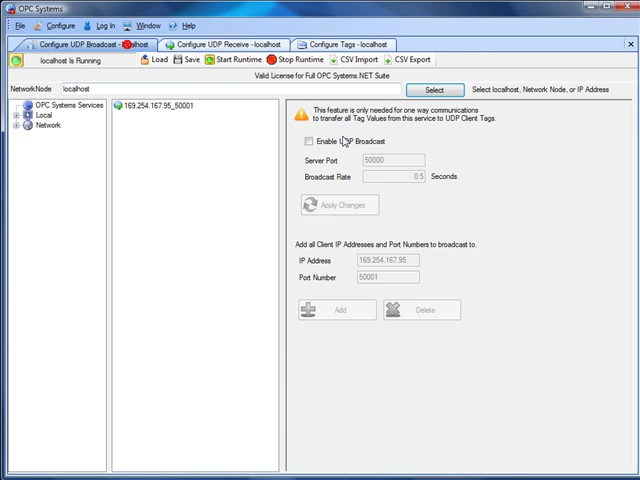 OPC Systems
File Configure Log In Window Help
Configure UDP Broadcast - localhost Configure UDP Receive - localhost Configure Tags - localhost
localhost Is Running Load Save Start Runtime Stop Runtime CSV Import CSV Export
Valid License for Full OPC Systems.NET Suite
NetworkNode localhost Select Select localhost, Network Node, or IP Address
OPC Systems Services
Local
Network
169.254.167.95_50001
This feature is only needed for one way communications
to transfer all Tag Values from this service to UDP Client Tags.
Enable UDP Broadcast
Server Port 50000
Broadcast Rate 0.5 Seconds
Apply Changes
Add all Client IP Addresses and Port Numbers to broadcast to.
IP Address 169.254.167.95
Port Number 50001
Add Delete